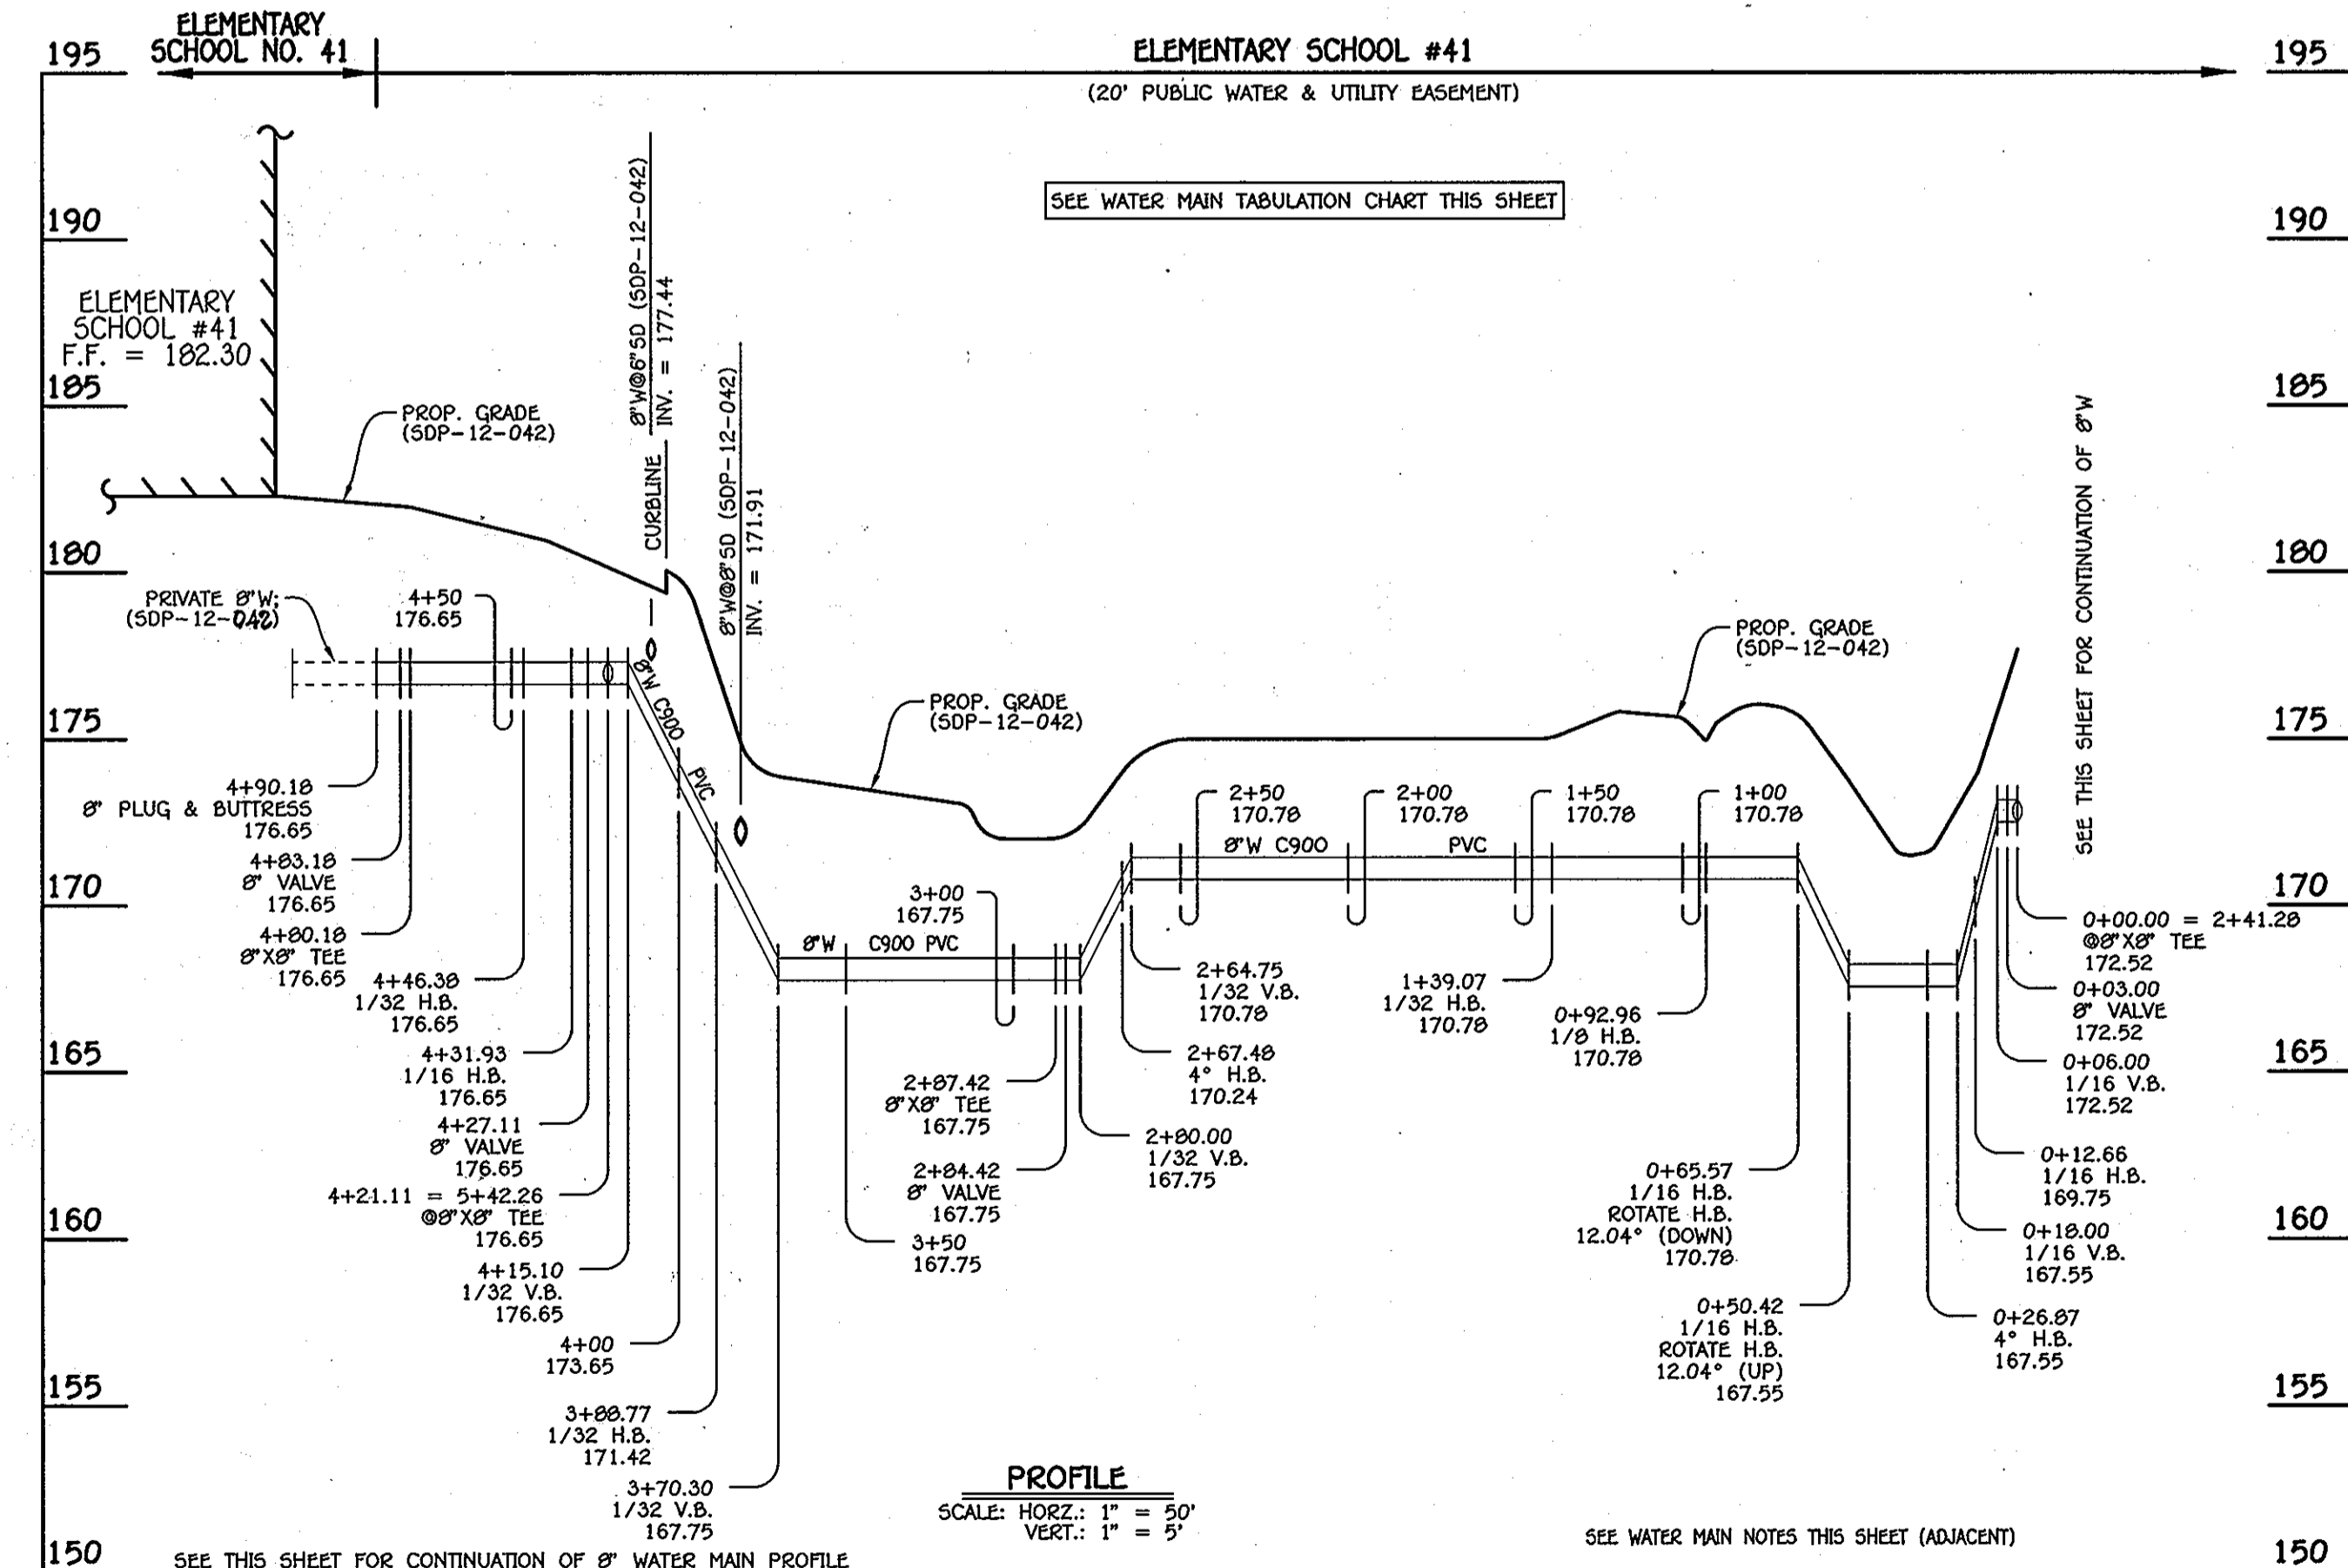 ELEMENTARY
SCHOOL NO. 41
ELEMENTARY SCHOOL #41
(20' PUBLIC WATER & UTILITY EASEMENT)
195
195
SEE WATER MAIN TABULATION CHART THIS SHEET
190
190
ELEMENTARY
SCHOOL #41
F.F. = 182.30
8"W@6"SD (SDP-12-042)
INV. = 177.44
CURBLINE
8"W@8"SD (SDP-12-042)
INV. = 171.91
185
185
PROP. GRADE
(SDP-12-042)
SEE THIS SHEET FOR CONTINUATION OF 8"W
180
180
PRIVATE 8"W;
(SDP-12-042)
4+50
176.65
8"W C900 PVC
PROP. GRADE
(SDP-12-042)
PROP. GRADE
(SDP-12-042)
175
175
4+90.18
8" PLUG & BUTTRESS
176.65
4+83.18
8" VALVE
176.65
4+80.18
8"X8" TEE
176.65
4+46.38
1/32 H.B.
176.65
4+31.93
1/16 H.B.
176.65
4+27.11
8" VALVE
176.65
4+21.11 = 5+42.26
@8"X8" TEE
176.65
4+15.10
1/32 V.B.
176.65
4+00
173.65
3+88.77
1/32 H.B.
171.42
3+70.30
1/32 V.B.
167.75
2+50
170.78
2+00
170.78
1+50
170.78
1+00
170.78
8"W C900 PVC
170
170
3+00
167.75
8"W C900 PVC
2+64.75
1/32 V.B.
170.78
2+67.48
4° H.B.
170.24
2+87.42
8"X8" TEE
167.75
2+80.00
1/32 V.B.
167.75
2+84.42
8" VALVE
167.75
3+50
167.75
1+39.07
1/32 H.B.
170.78
0+92.96
1/8 H.B.
170.78
0+65.57
1/16 H.B.
ROTATE H.B.
12.04° (DOWN)
170.78
0+50.42
1/16 H.B.
ROTATE H.B.
12.04° (UP)
167.55
0+00.00 = 2+41.28
@8"X8" TEE
172.52
0+03.00
8" VALVE
172.52
0+06.00
1/16 V.B.
172.52
0+12.66
1/16 H.B.
169.75
0+18.00
1/16 V.B.
167.55
0+26.87
4° H.B.
167.55
165
165
160
160
155
155
PROFILE
SCALE: HORZ.: 1" = 50'
VERT.: 1" = 5'
SEE WATER MAIN NOTES THIS SHEET (ADJACENT)
150
150
SEE THIS SHEET FOR CONTINUATION OF 8" WATER MAIN PROFILE